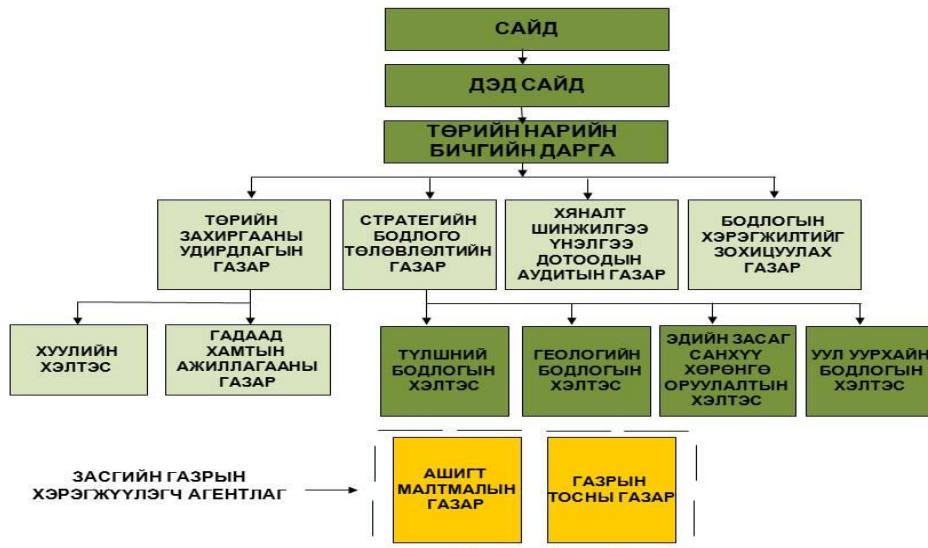 САЙД
ДЭД САЙД
ТӨРИЙН НАРИЙН
БИЧГИЙН ДАРГА
ТӨРИЙН
ЗАХИРГААНЫ
УДИРДЛАГЫН
ГАЗАР
СТРАТЕГИЙН
БОДЛОГО
ТӨЛӨВЛӨЛТИЙН
ГАЗАР
ХЯНАЛТ
ШИНЖИЛГЭЭ
ҮНЭЛГЭЭ
ДОТООДЫН
АУДИТЫН ГАЗАР
БОДЛОГЫН
ХЭРЭГЖИЛТИЙГ
ЗОХИЦУУЛАХ
ГАЗАР
ХУУЛИЙН
ХЭЛТЭС
ГАДААД
ХАМТЫН
АЖИЛЛАГААНЫ
ГАЗАР
ТҮЛШНИЙ
БОДЛОГЫН
ХЭЛТЭС
ГЕОЛОГИЙН
БОДЛОГЫН
ХЭЛТЭС
ЭДИЙН ЗАСАГ
САНХҮҮ
ХӨРӨНГӨ
ОРУУЛАЛТЫН
ХЭЛТЭС
УУЛ УУРХАЙН
БОДЛОГЫН
ХЭЛТЭС
ЗАСГИЙН ГАЗРЫН
ХЭРЭГЖҮҮЛЭГЧ АГЕНТЛАГ
АШИГТ
МАЛТМАЛЫН
ГАЗАР
ГАЗРЫН
ТОСНЫ ГАЗАР